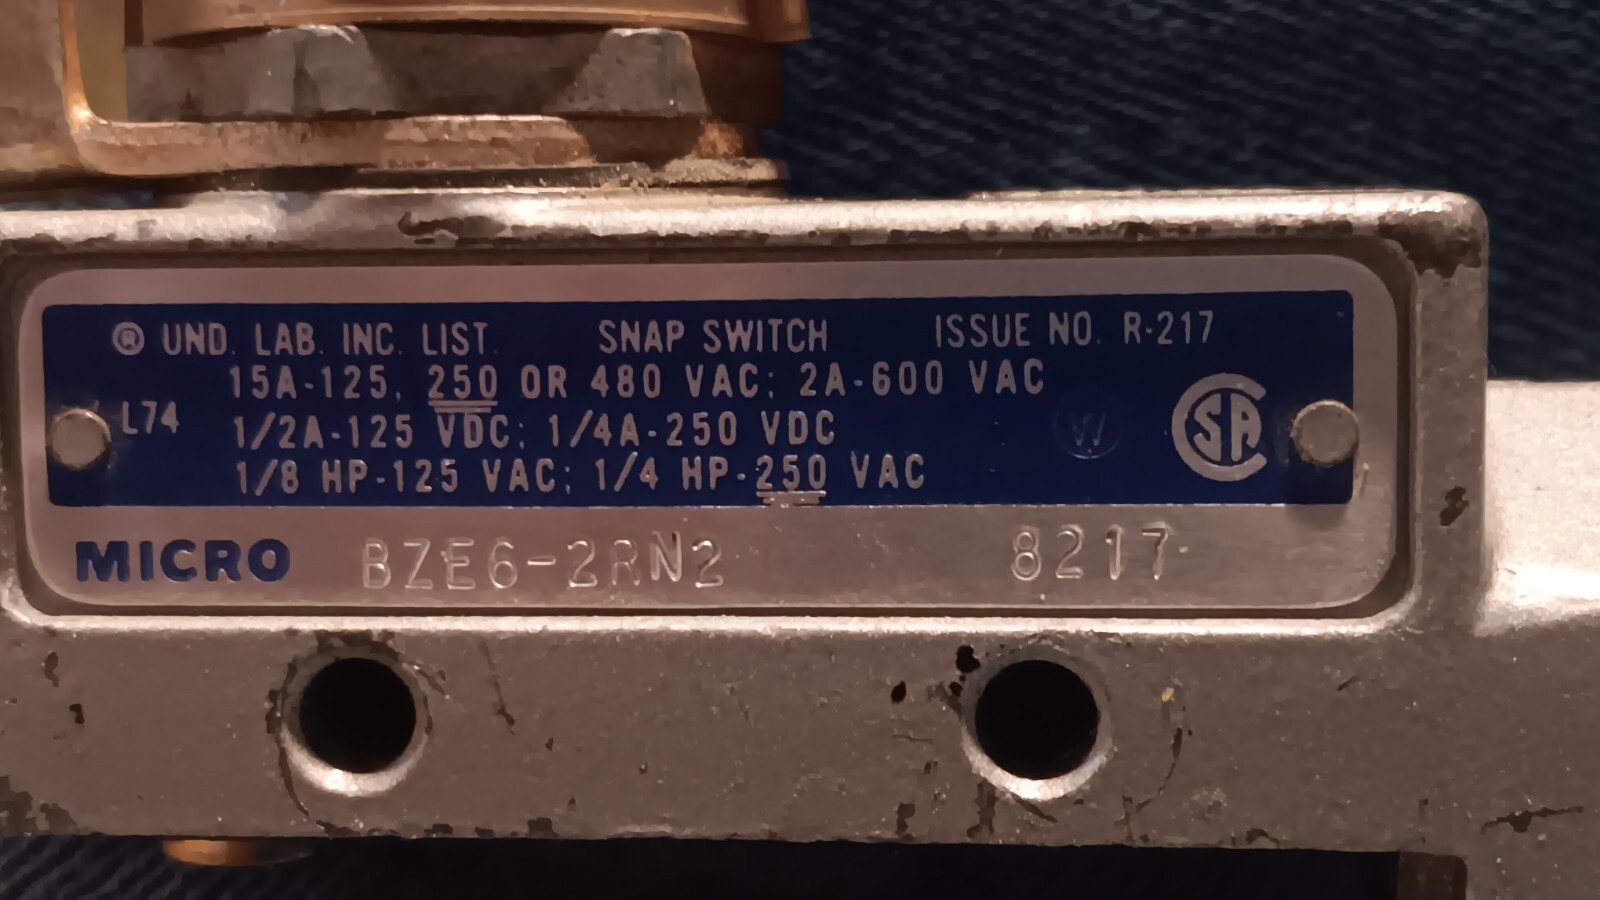 ® UND. LAB. INC. LIST. SNAP SWITCH ISSUE NO. R-217
15A-125, 250 OR 480 VAC; 2A-600 VAC
L74
1/2A-125 VDC; 1/4A-250 VDC
W
CSA
1/8 HP-125 VAC; 1/4 HP-250 VAC
MICRO BZE6-2RN2 8217